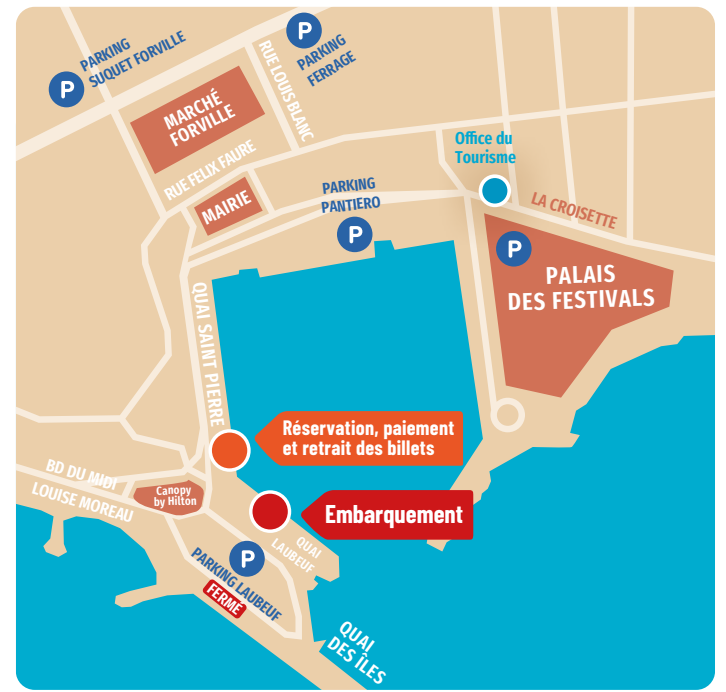 P
PARKING
SUQUET FORVILLE
P
PARKING
FERRAGE
RUE LOUIS BLANC
MARCHÉ
FORVILLE
RUE FELIX FAURE
MAIRIE
PARKING
PANTIERO
P
Office du
Tourisme
LA CROISETTE
P
PALAIS
DES FESTIVALS
QUAI SAINT PIERRE
Réservation, paiement
et retrait des billets
BD DU MIDI
LOUISE MOREAU
Canopy
by Hilton
Embarquement
QUAI
LAUBEUF
P
PARKING LAUBEUF
FERMÉ
QUAI
DES ÎLES